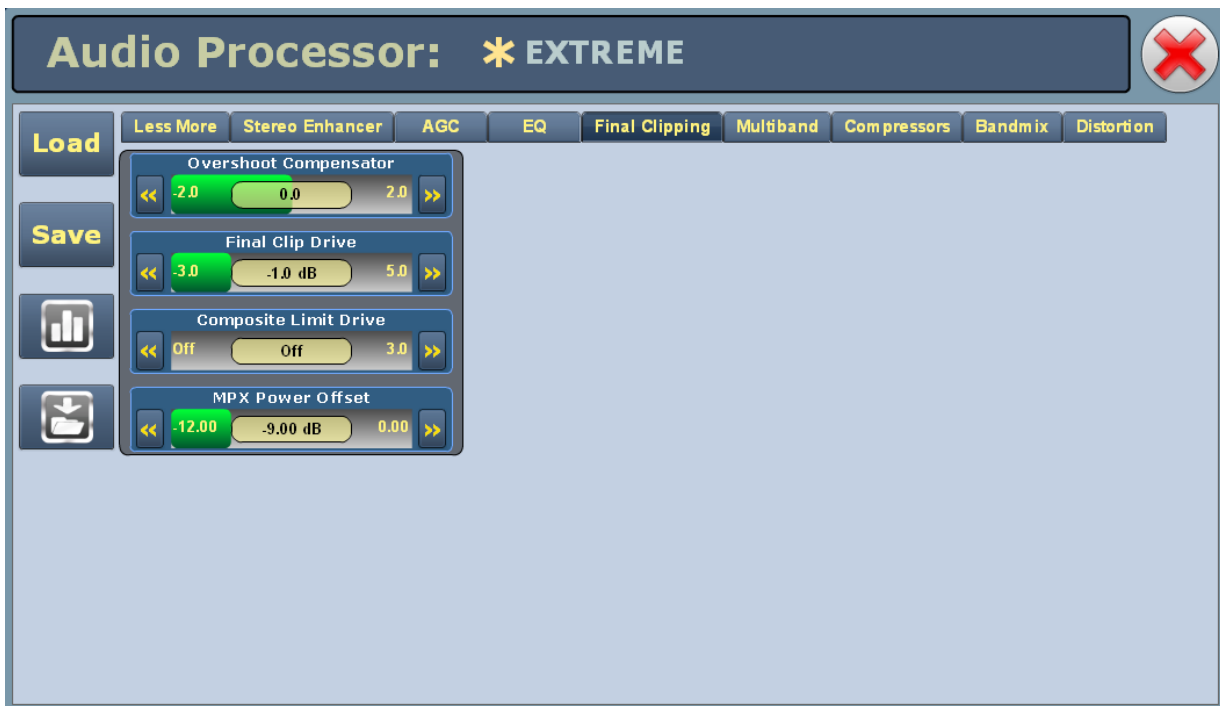 Audio Processor: * EXTREME
Load
Save
Less More Stereo Enhancer AGC EQ Final Clipping Multiband Compressors Bandmix Distortion
Overshoot Compensator
<< -2.0 0.0 2.0 >>
Final Clip Drive
<< -3.0 -1.0 dB 5.0 >>
Composite Limit Drive
<< Off Off 3.0 >>
MPX Power Offset
<< -12.00 -9.00 dB 0.00 >>